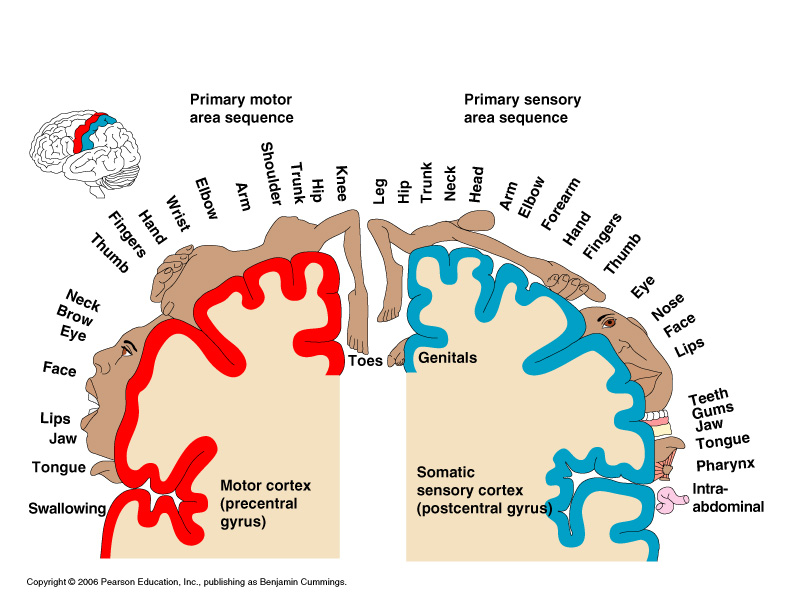 Primary motor
area sequence
Primary sensory
area sequence
Swallowing
Tongue
Jaw
Lips
Face
Eye
Brow
Neck
Thumb
Fingers
Hand
Wrist
Elbow
Arm
Shoulder
Trunk
Hip
Knee
Toes
Leg
Hip
Trunk
Neck
Head
Arm
Elbow
Forearm
Hand
Fingers
Thumb
Eye
Nose
Face
Lips
Teeth
Gums
Jaw
Tongue
Pharynx
Intra-
abdominal
Genitals
Motor cortex
(precentral
gyrus)
Somatic
sensory cortex
(postcentral gyrus)
Copyright © 2006 Pearson Education, Inc., publishing as Benjamin Cummings.